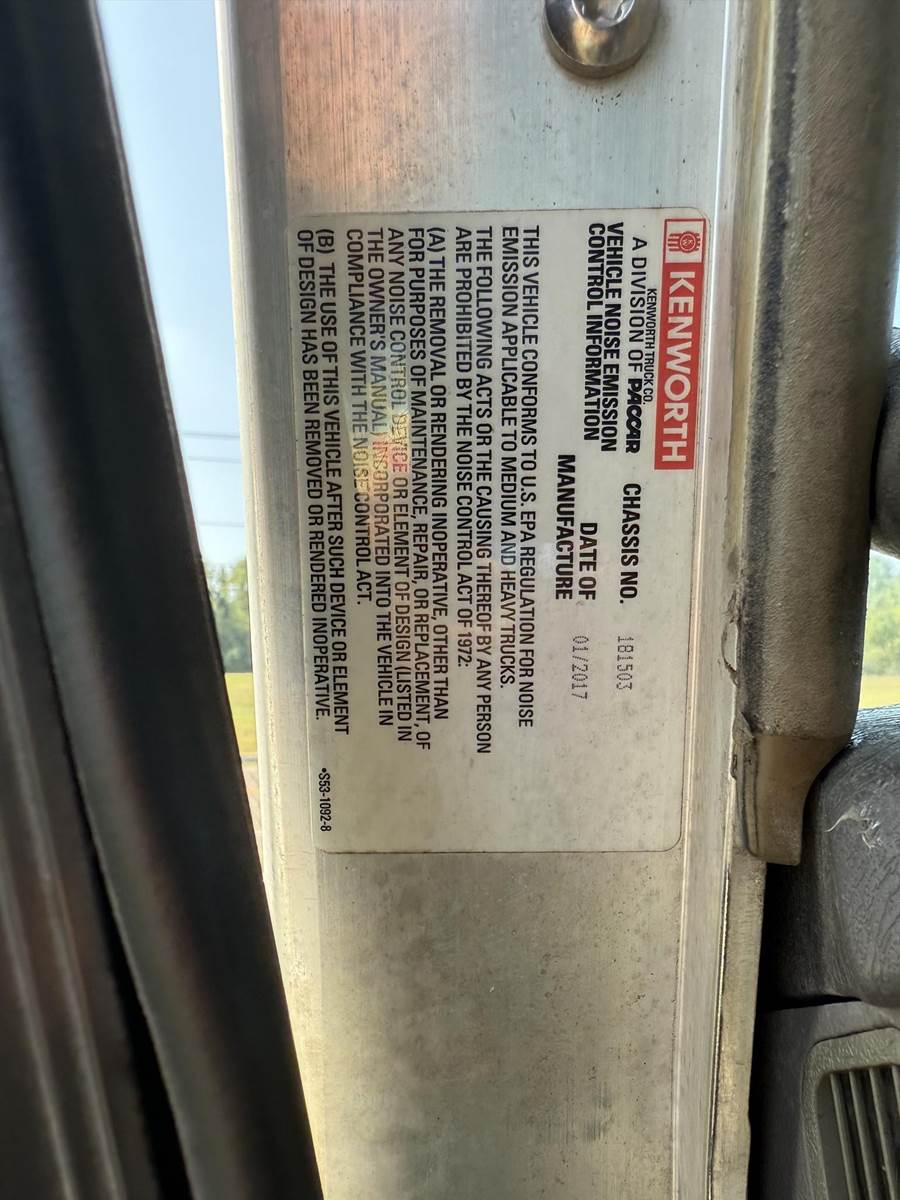 KENWORTH
KENWORTH TRUCK CO.
A DIVISION OF PACCAR
CHASSIS NO. 181503
VEHICLE NOISE EMISSION
CONTROL INFORMATION
DATE OF
MANUFACTURE
01/2017
THIS VEHICLE CONFORMS TO U.S. EPA REGULATION FOR NOISE
EMISSION APPLICABLE TO MEDIUM AND HEAVY TRUCKS.
THE FOLLOWING ACTS OR THE CAUSING THEREOF BY ANY PERSON
ARE PROHIBITED BY THE NOISE CONTROL ACT OF 1972:
(A) THE REMOVAL OR RENDERING INOPERATIVE, OTHER THAN
FOR PURPOSES OF MAINTENANCE, REPAIR, OR REPLACEMENT, OF
ANY NOISE CONTROL DEVICE OR ELEMENT OF DESIGN (LISTED IN
THE OWNER'S MANUAL) INCORPORATED INTO THE VEHICLE IN
COMPLIANCE WITH THE NOISE CONTROL ACT.
(B) THE USE OF THIS VEHICLE AFTER SUCH DEVICE OR ELEMENT
OF DESIGN HAS BEEN REMOVED OR RENDERED INOPERATIVE.
•S53-1092-8